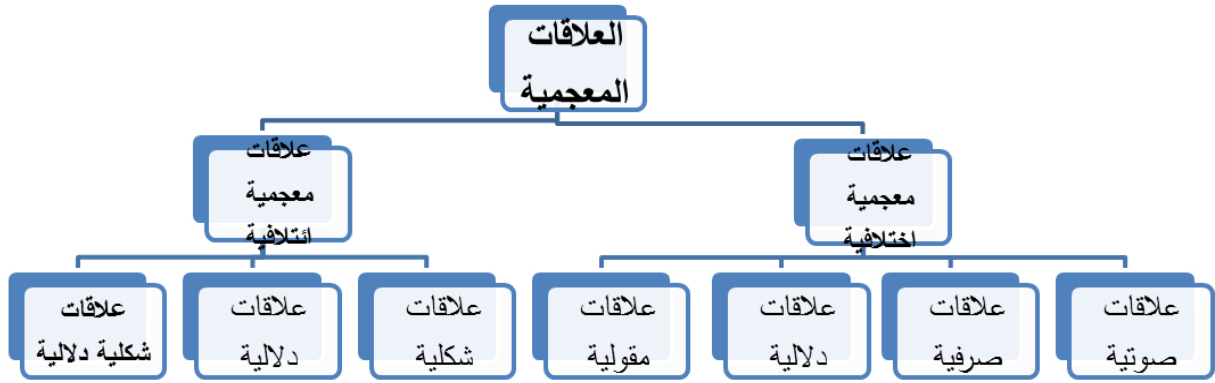 العلاقات
المعجمية
علاقات
معجمية
اختلافية
علاقات
معجمية
ائتلافية
علاقات
صوتية
علاقات
صرفية
علاقات
دلالية
علاقات
مقولية
علاقات
شكلية
علاقات
دلالية
علاقات
شكلية دلالية